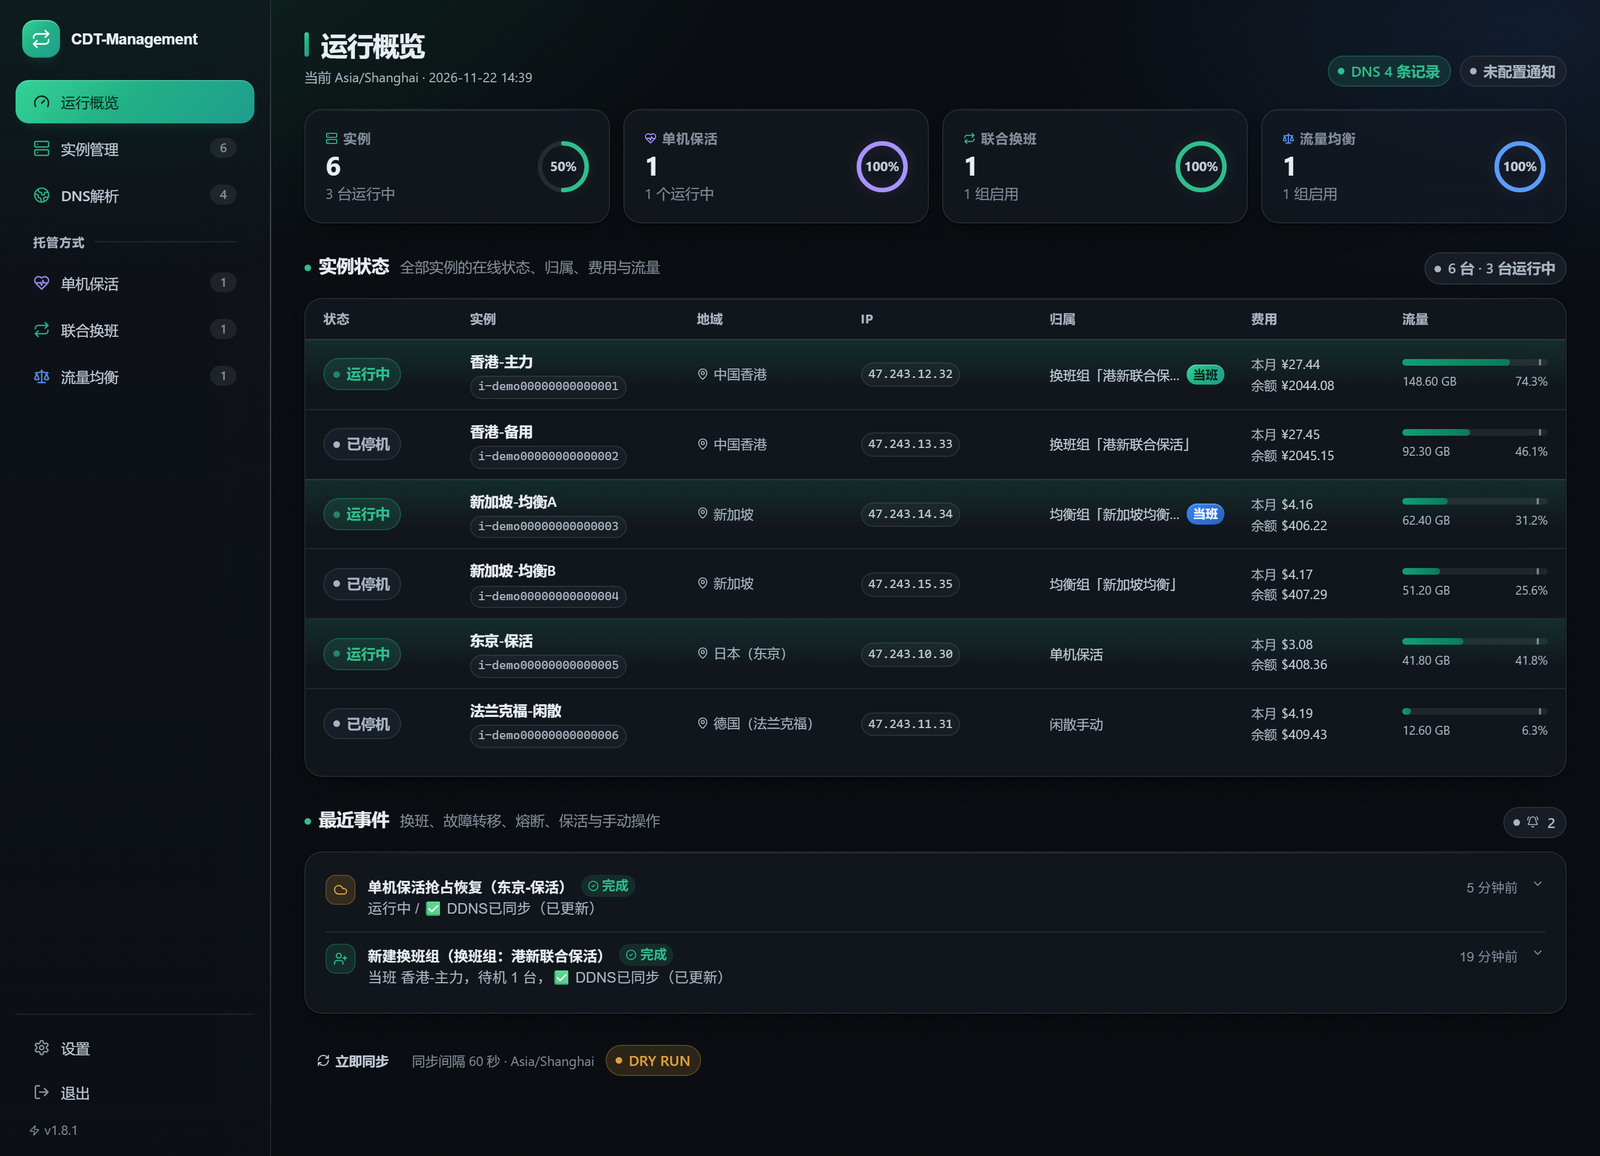 CDT-Management
运行概览
实例管理 6
DNS解析 4
托管方式
单机保活 1
联合换班 1
流量均衡 1
设置
退出
v1.8.1
运行概览
当前 Asia/Shanghai · 2026-11-22 14:39
DNS 4 条记录
未配置通知
实例
6
3 台运行中
50%
单机保活
1
1 个运行中
100%
联合换班
1
1 组启用
100%
流量均衡
1
1 组启用
100%
实例状态 全部实例的在线状态、归属、费用与流量
6 台 · 3 台运行中
状态 实例 地域 IP 归属 费用 流量
运行中 香港-主力 i-demo00000000000001 中国香港 47.243.12.32 换班组「港新联合保... 当班 本月 ¥27.44 余额 ¥2044.08 148.60 GB 74.3%
已停机 香港-备用 i-demo00000000000002 中国香港 47.243.13.33 换班组「港新联合保活」 本月 ¥27.45 余额 ¥2045.15 92.30 GB 46.1%
运行中 新加坡-均衡A i-demo00000000000003 新加坡 47.243.14.34 均衡组「新加坡均衡... 当班 本月 $4.16 余额 $406.22 62.40 GB 31.2%
已停机 新加坡-均衡B i-demo00000000000004 新加坡 47.243.15.35 均衡组「新加坡均衡」 本月 $4.17 余额 $407.29 51.20 GB 25.6%
运行中 东京-保活 i-demo00000000000005 日本（东京） 47.243.10.30 单机保活 本月 $3.08 余额 $408.36 41.80 GB 41.8%
已停机 法兰克福-闲散 i-demo00000000000006 德国（法兰克福） 47.243.11.31 闲散手动 本月 $4.19 余额 $409.43 12.60 GB 6.3%
最近事件 换班、故障转移、熔断、保活与手动操作
2
单机保活抢占恢复（东京-保活） 完成
运行中 / ✅ DDNS已同步（已更新）
5 分钟前
新建换班组（换班组：港新联合保活） 完成
当班 香港-主力，待机 1 台，✅ DDNS已同步（已更新）
19 分钟前
立即同步 同步间隔 60 秒 · Asia/Shanghai DRY RUN